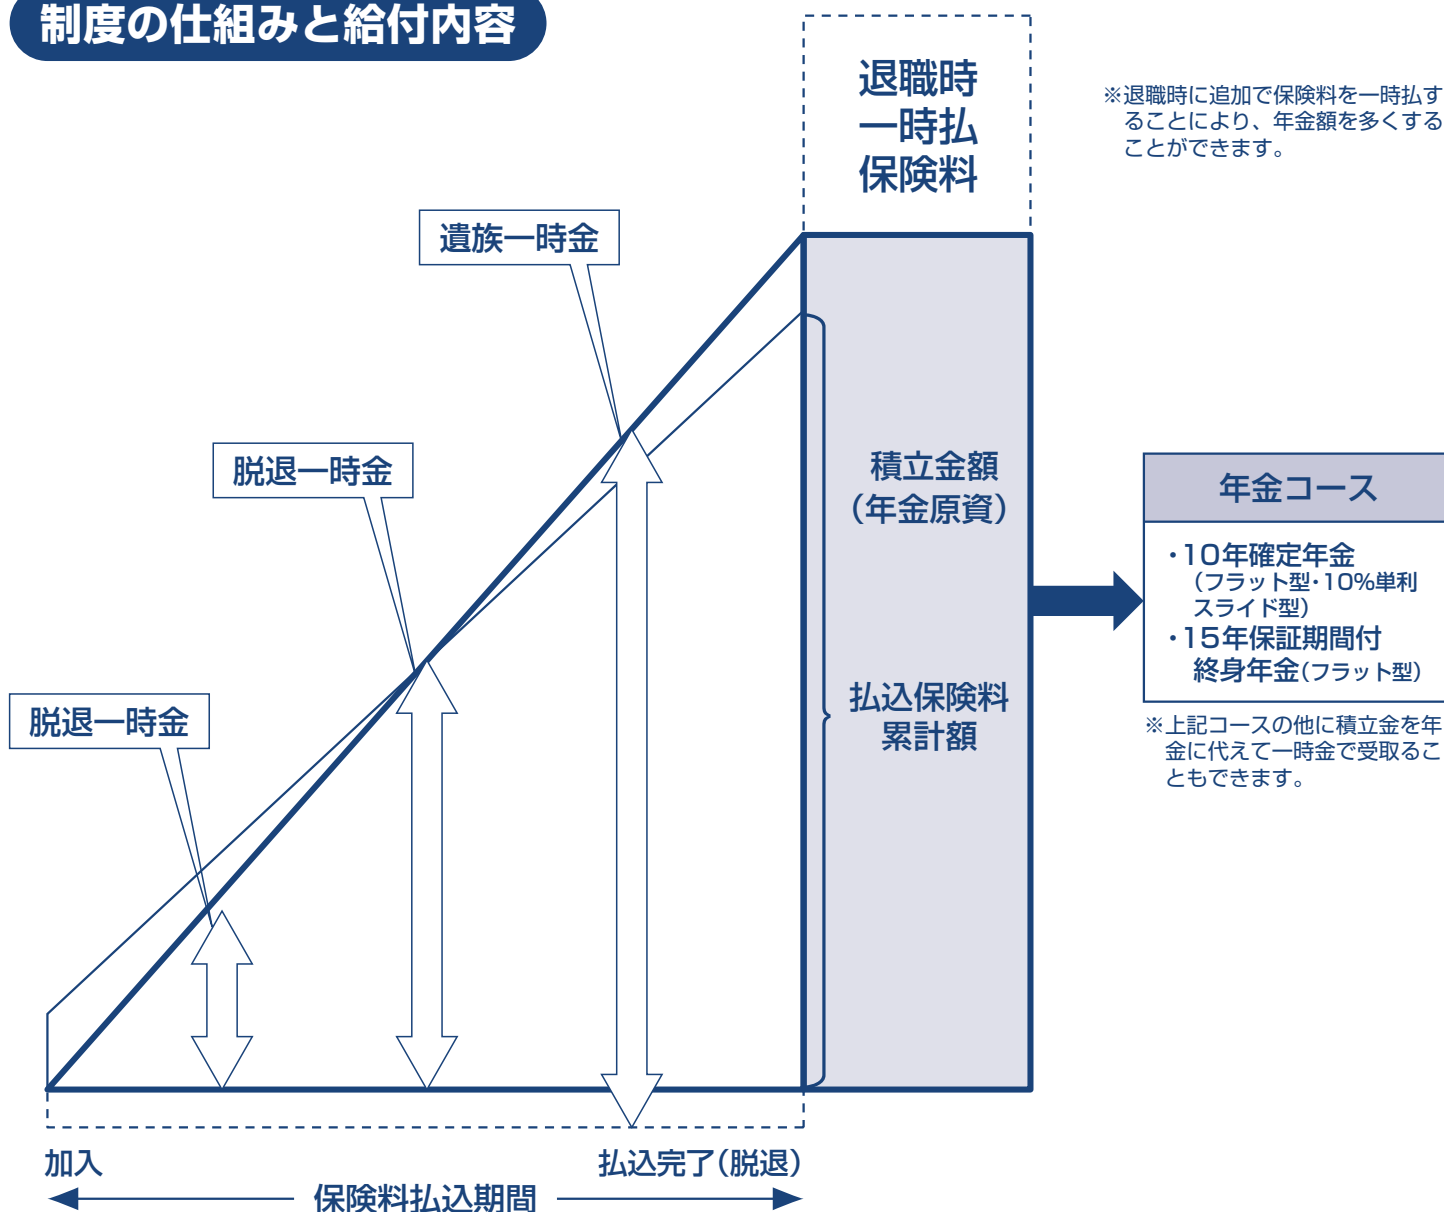 制度の仕組みと給付内容
退職時
一時払
保険料
※退職時に追加で保険料を一時払す
ることにより、年金額を多くする
ことができます。
遺族一時金
脱退一時金
脱退一時金
積立金額
（年金原資）
払込保険料
累計額
年金コース
・10年確定年金
（フラット型・10%単利
スライド型）
・15年保証期間付
終身年金（フラット型）
※上記コースの他に積立金を年
金に代えて一時金で受取るこ
ともできます。
加入
払込完了（脱退）
保険料払込期間